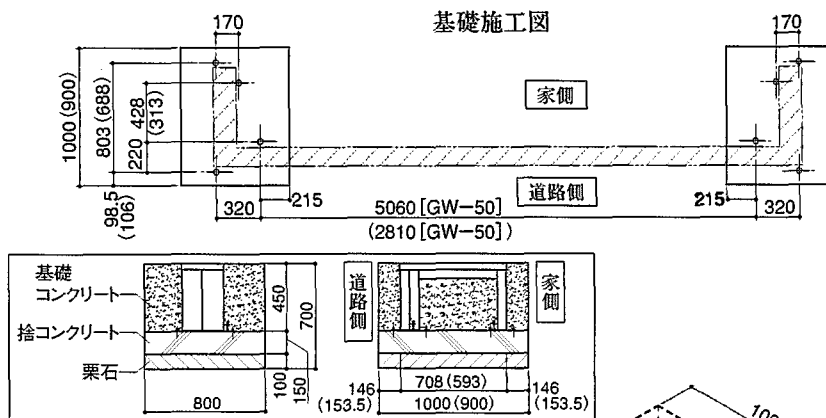 基礎施工図
170
170
1000 (900)
803 (688)
428
(313)
220
98.5
(106)
家側
道路側
320
215
5060 [GW-50]
(2810 [GW-50])
215
320
基礎
コンクリート
捨コンクリート
栗石
450
700
100
150
800
道路側
家側
146
(153.5)
708 (593)
1000 (900)
146
(153.5)
100